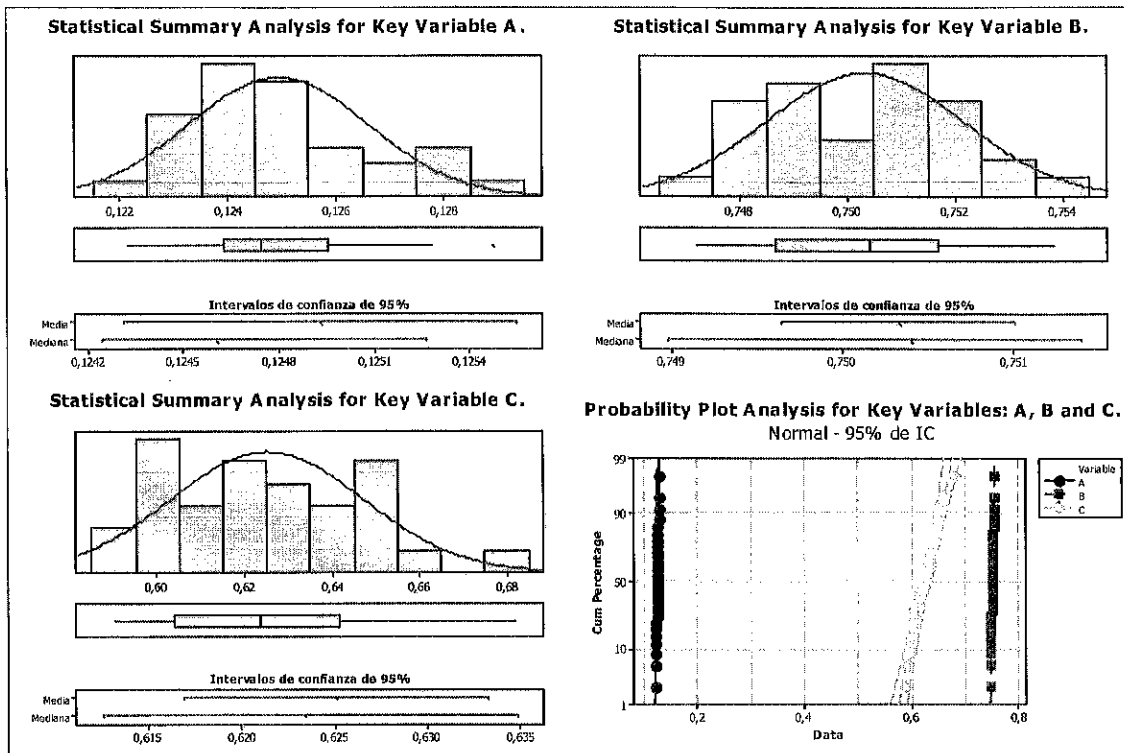 Statistical Summary Analysis for Key Variable A.
0,122 0,124 0,126 0,128
Intervalos de confianza de 95%
Media
Mediana
0,1242 0,1245 0,1248 0,1251 0,1254
Statistical Summary Analysis for Key Variable B.
0,748 0,750 0,752 0,754
Intervalos de confianza de 95%
Media
Mediana
0,749 0,750 0,751
Statistical Summary Analysis for Key Variable C.
0,60 0,62 0,64 0,66 0,68
Intervalos de confianza de 95%
Media
Mediana
0,615 0,620 0,625 0,630 0,635
Probability Plot Analysis for Key Variables: A, B and C.
Normal - 95% de IC
Cum Percentage
99
90
50
10
1
0,2 0,4 0,6 0,8
Data
Variable
A
B
C